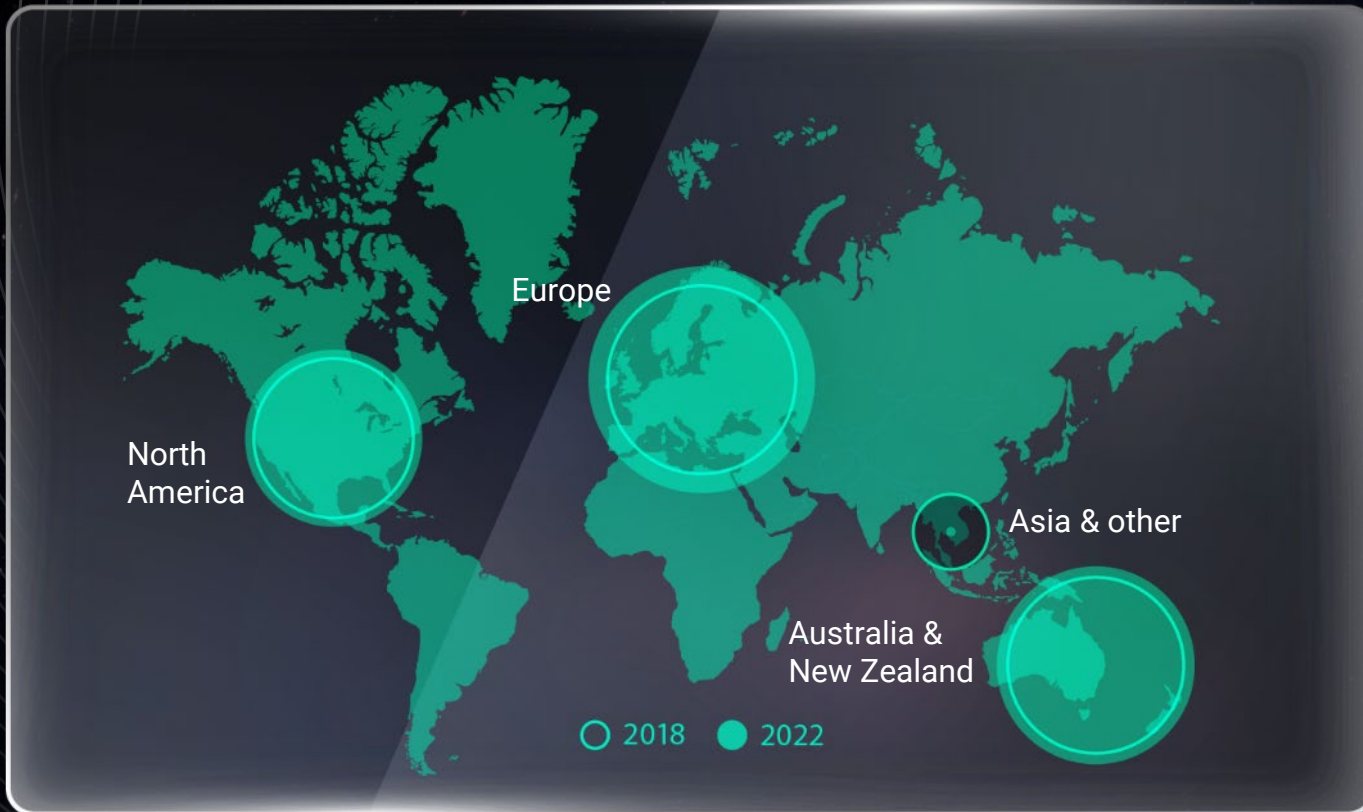 Europe
North
America
Asia & other
Australia &
New Zealand
2018 2022